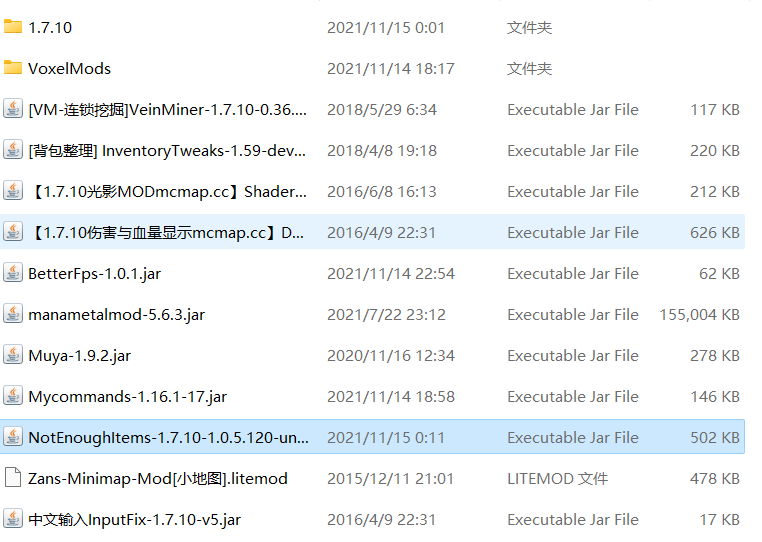 1.7.10 2021/11/15 0:01 文件夹
VoxelMods 2021/11/14 18:17 文件夹
[VM-连锁挖掘]VeinMiner-1.7.10-0.36.... 2018/5/29 6:34 Executable Jar File 117 KB
[背包整理] InventoryTweaks-1.59-dev... 2018/4/8 19:18 Executable Jar File 220 KB
【1.7.10光影MODmcmap.cc】Shader... 2016/6/8 16:13 Executable Jar File 212 KB
【1.7.10伤害与血量显示mcmap.cc】D... 2016/4/9 22:31 Executable Jar File 626 KB
BetterFps-1.0.1.jar 2021/11/14 22:54 Executable Jar File 62 KB
manametalmod-5.6.3.jar 2021/7/22 23:12 Executable Jar File 155,004 KB
Muya-1.9.2.jar 2020/11/16 12:34 Executable Jar File 278 KB
Mycommands-1.16.1-17.jar 2021/11/14 18:58 Executable Jar File 146 KB
NotEnoughItems-1.7.10-1.0.5.120-un... 2021/11/15 0:11 Executable Jar File 502 KB
Zans-Minimap-Mod[小地图].litemod 2015/12/11 21:01 LITEMOD 文件 478 KB
中文输入InputFix-1.7.10-v5.jar 2016/4/9 22:31 Executable Jar File 17 KB